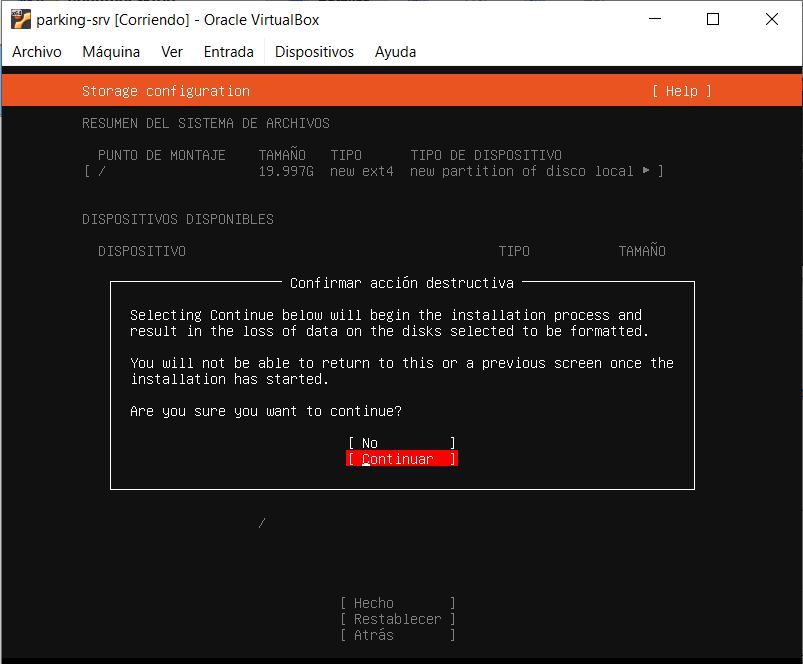 parking-srv [Corriendo] - Oracle VirtualBox
Archivo Máquina Ver Entrada Dispositivos Ayuda
Storage configuration [ Help ]
RESUMEN DEL SISTEMA DE ARCHIVOS
PUNTO DE MONTAJE TAMAÑO TIPO TIPO DE DISPOSITIVO
[ / 19.997G new ext4 new partition of disco local ▸ ]
DISPOSITIVOS DISPONIBLES
DISPOSITIVO TIPO TAMAÑO
Confirmar acción destructiva
Selecting Continue below will begin the installation process and
result in the loss of data on the disks selected to be formatted.
You will not be able to return to this or a previous screen once the
installation has started.
Are you sure you want to continue?
[ No ]
[ Continuar ]
/
[ Hecho ]
[ Restablecer ]
[ Atrás ]